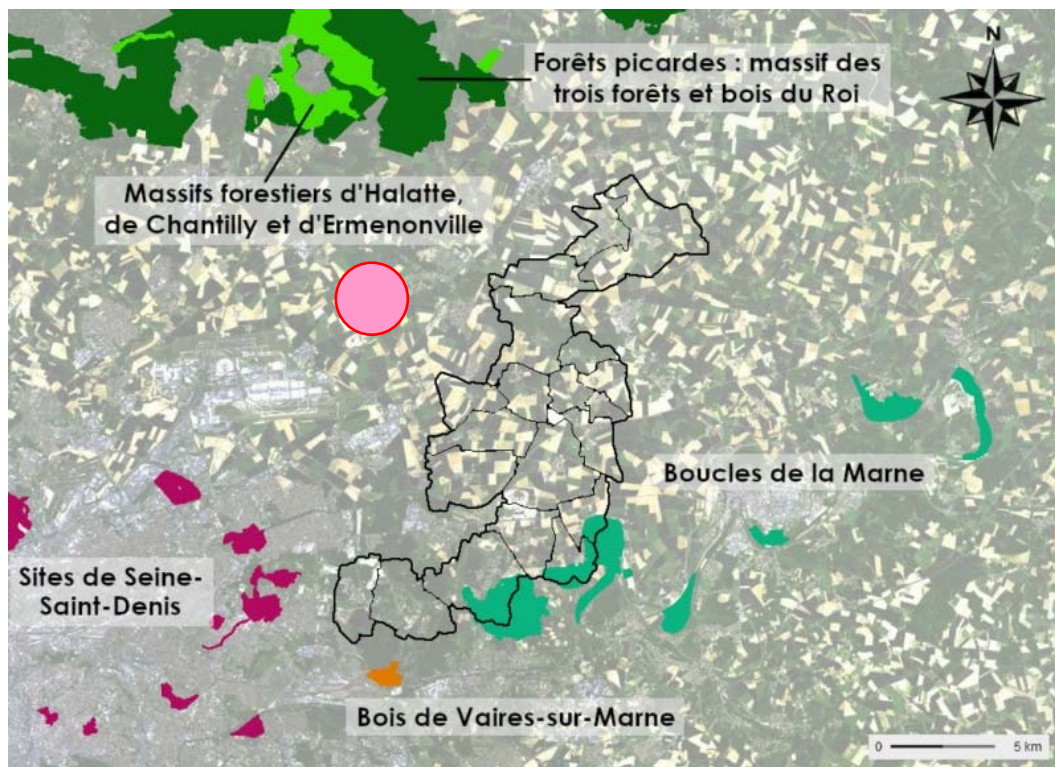 N
Forêts picardes : massif des
trois forêts et bois du Roi
Massifs forestiers d'Halatte,
de Chantilly et d'Ermenonville
Boucles de la Marne
Sites de Seine-
Saint-Denis
Bois de Vaires-sur-Marne
0 5 km